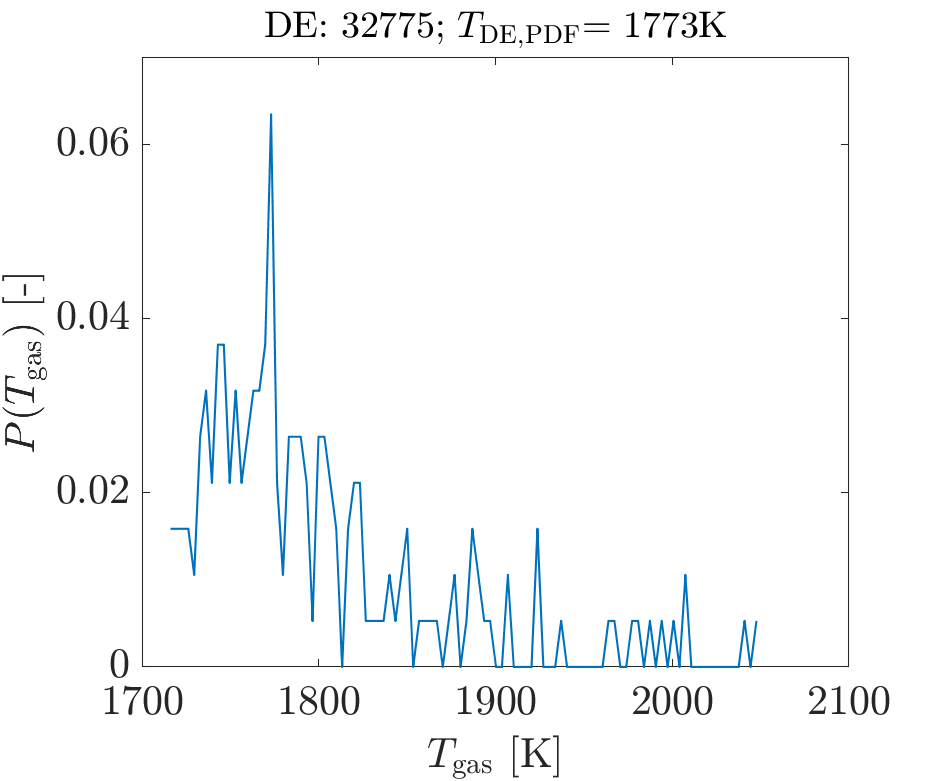 DE: 32775; T_DE,PDF= 1773K
0.06
0.04
0.02
0
P(T_gas) [-]
1700 1800 1900 2000 2100
T_gas [K]